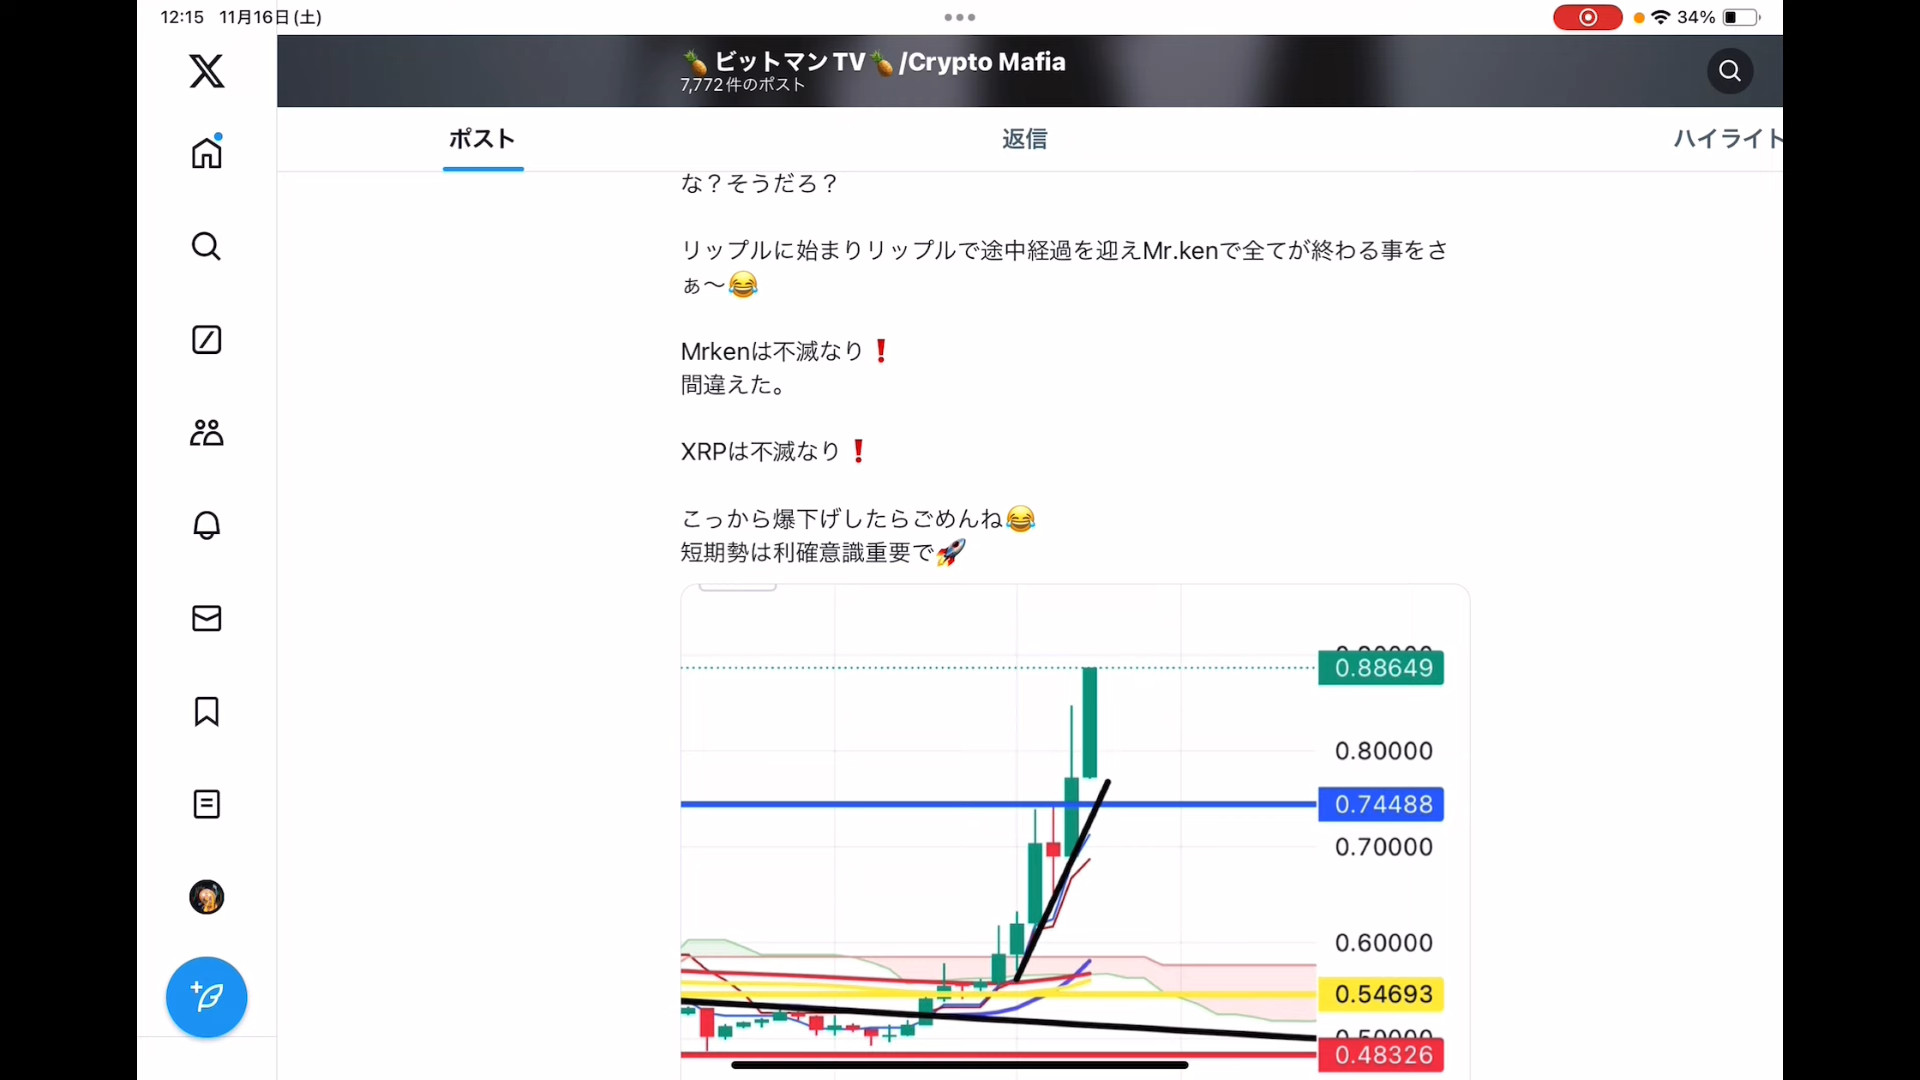 12:15 11月16日(土)
34%
🍍ビットマンTV🍍/Crypto Mafia
7,772件のポスト
ポスト 返信 ハイライト
な？そうだろ？
リップルに始まりリップルで途中経過を迎えMr.kenで全てが終わる事をさ
ぁ〜😂
Mrkenは不滅なり❗
間違えた。
XRPは不滅なり❗
こっから爆下げしたらごめんね😂
短期勢は利確意識重要で🚀
0.88649
0.80000
0.74488
0.70000
0.60000
0.54693
0.50000
0.48326